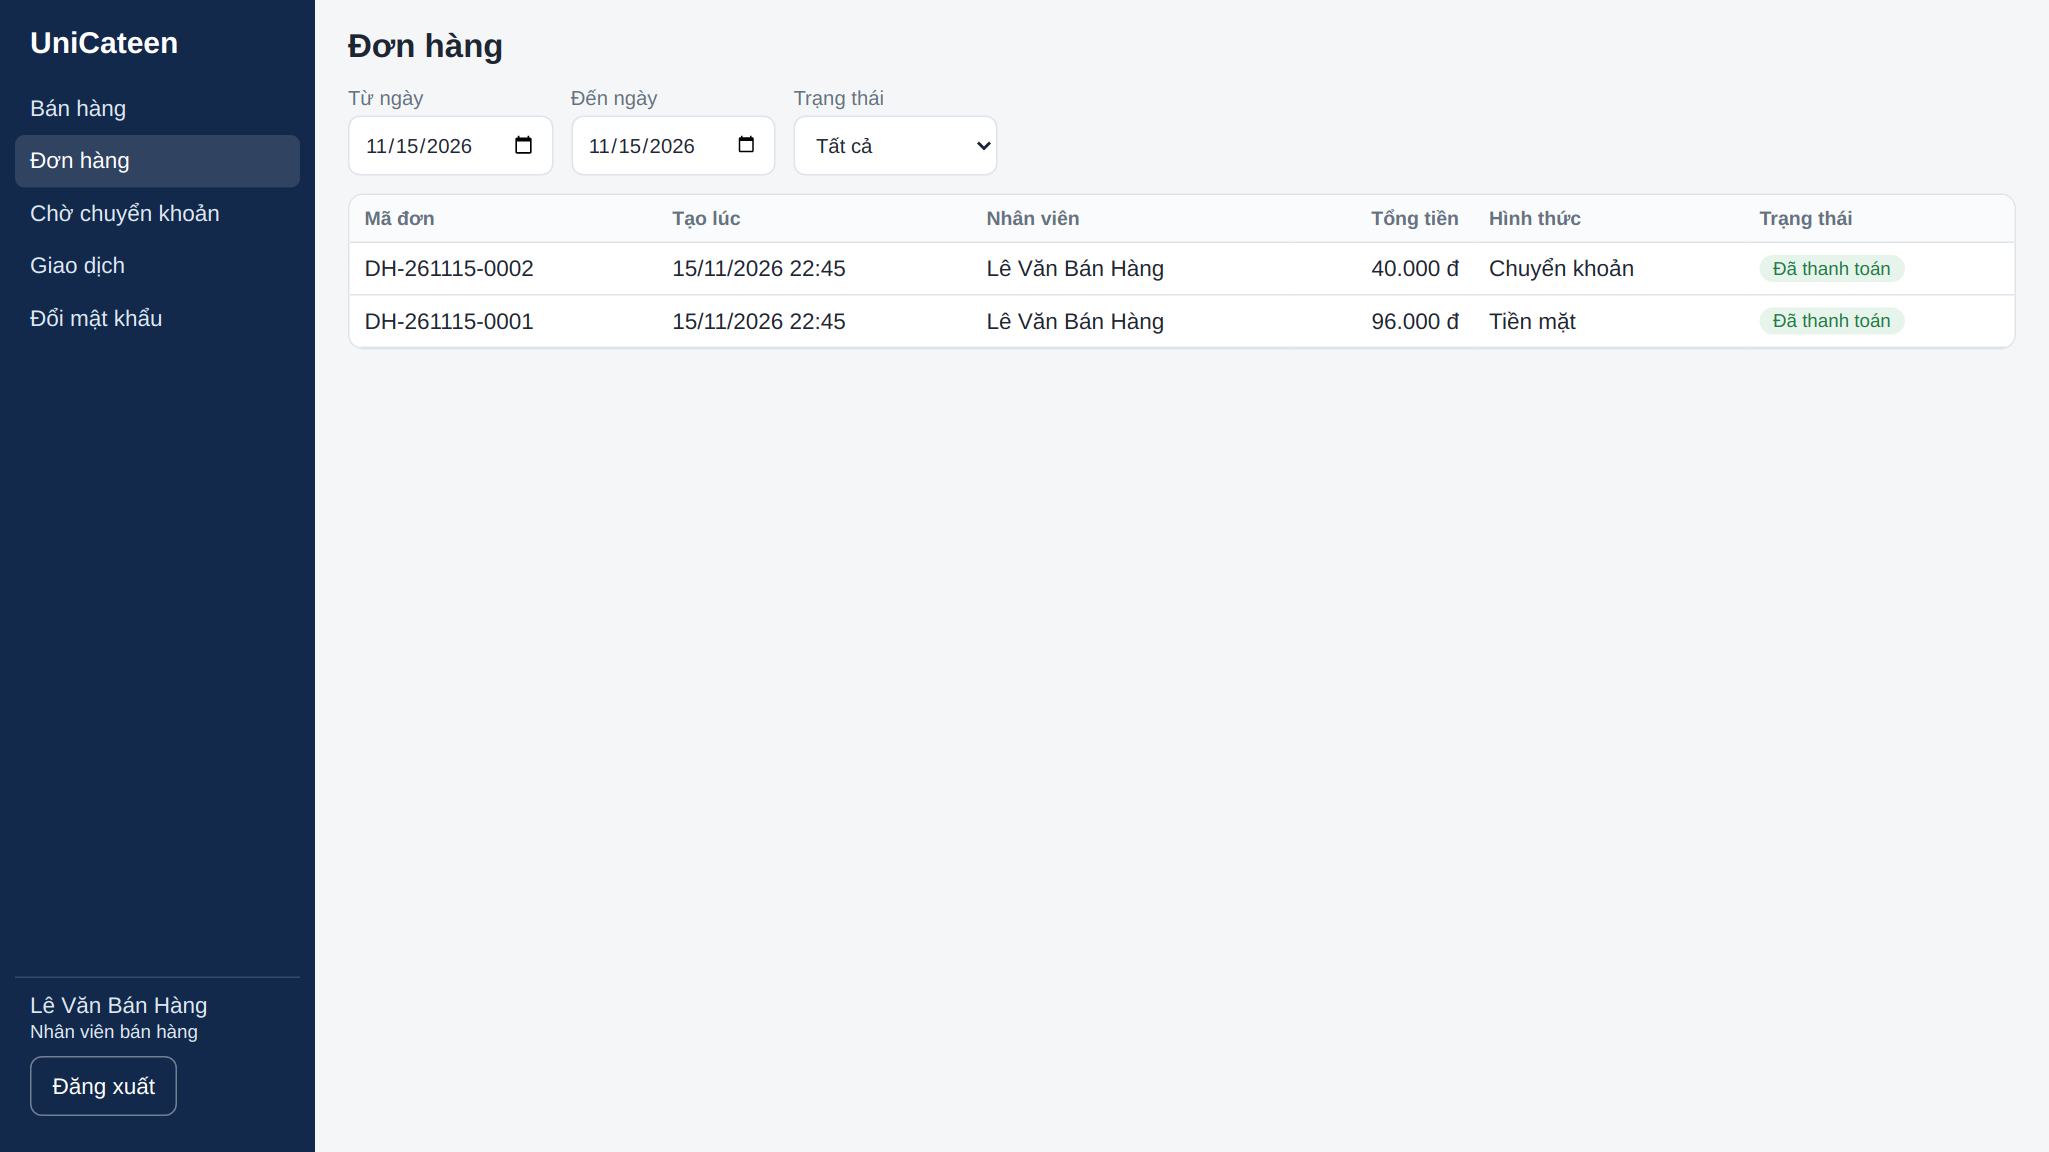 UniCateen
Bán hàng
Đơn hàng
Chờ chuyển khoản
Giao dịch
Đổi mật khẩu
Lê Văn Bán Hàng
Nhân viên bán hàng
Đăng xuất
Đơn hàng
Từ ngày Đến ngày Trạng thái
11/15/2026 11/15/2026 Tất cả
Mã đơn Tạo lúc Nhân viên Tổng tiền Hình thức Trạng thái
DH-261115-0002 15/11/2026 22:45 Lê Văn Bán Hàng 40.000 đ Chuyển khoản Đã thanh toán
DH-261115-0001 15/11/2026 22:45 Lê Văn Bán Hàng 96.000 đ Tiền mặt Đã thanh toán